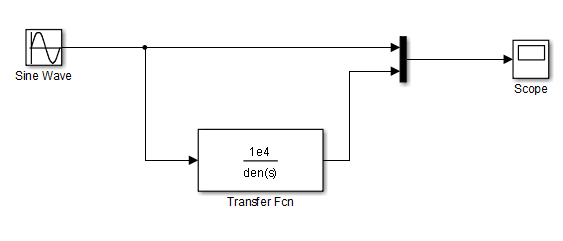 Sine Wave
Scope
1e4
den(s)
Transfer Fcn